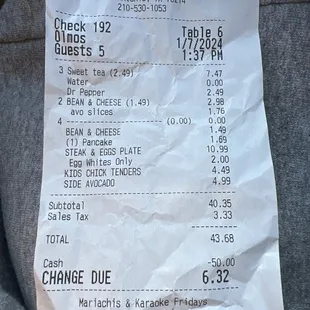 210-530-1053
Check 192 Table 6
Olmos 1/7/2024
Guests 5 1:37 PM
3 Sweet tea (2.49) 7.47
Water 0.00
Dr Pepper 2.49
2 BEAN & CHEESE (1.49) 2.98
avo slices 1.76
4 (0.00) 0.00
BEAN & CHEESE 1.49
(1) Pancake 1.69
STEAK & EGGS PLATE 10.99
Egg Whites Only 2.00
KIDS CHICK TENDERS 4.49
SIDE AVOCADO 4.99
Subtotal 40.35
Sales Tax 3.33
TOTAL 43.68
Cash -50.00
CHANGE DUE 6.32
Mariachis & Karaoke Fridays